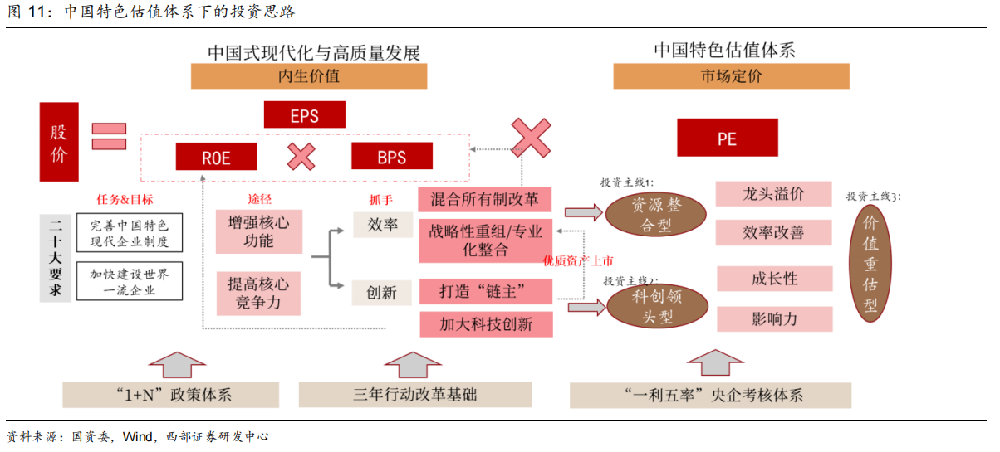 图 11：中国特色估值体系下的投资思路
中国式现代化与高质量发展
内生价值
中国特色估值体系
市场定价
股
价
EPS
ROE
BPS
PE
任务&目标
途径
抓手
二
十
大
要
求
完善中国特色
现代企业制度
加快建设世界
一流企业
增强核心
功能
提高核心
竞争力
效率
创新
混合所有制改革
战略性重组/专业
化整合
优质资产上市
打造“链主”
加大科技创新
投资主线1:
资源整
合型
投资主线2:
科创领
头型
龙头溢价
效率改善
成长性
影响力
投资主线3:
价
值
重
估
型
“1+N”政策体系
三年行动改革基础
“一利五率”央企考核体系
资料来源：国资委，Wind，西部证券研发中心